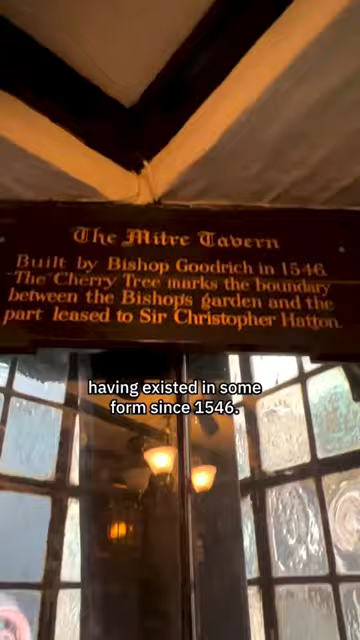 The Mitre Tavern
Built by Bishop Goodrich in 1546.
The Cherry Tree marks the boundary
between the Bishop's garden and the
part leased to Sir Christopher Hatton.
having existed in some
form since 1546.